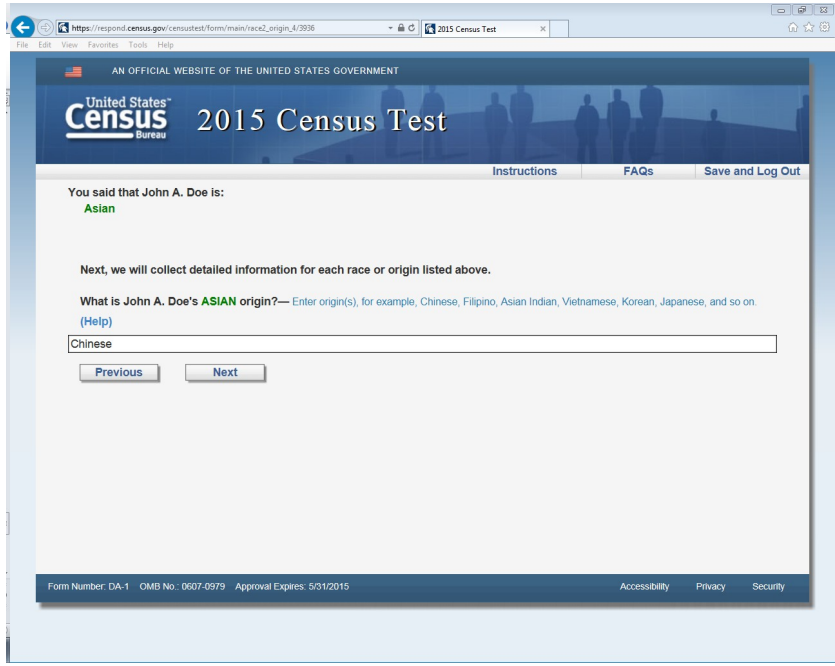 https://respond.census.gov/censustest/form/main/race2_origin_4/3936
2015 Census Test
File Edit View Favorites Tools Help
AN OFFICIAL WEBSITE OF THE UNITED STATES GOVERNMENT
United States™
Census
Bureau
2015 Census Test
Instructions FAQs Save and Log Out
You said that John A. Doe is:
Asian
Next, we will collect detailed information for each race or origin listed above.
What is John A. Doe's ASIAN origin?— Enter origin(s), for example, Chinese, Filipino, Asian Indian, Vietnamese, Korean, Japanese, and so on.
(Help)
Chinese
Previous Next
Form Number: DA-1 OMB No.: 0607-0979 Approval Expires: 5/31/2015 Accessibility Privacy Security